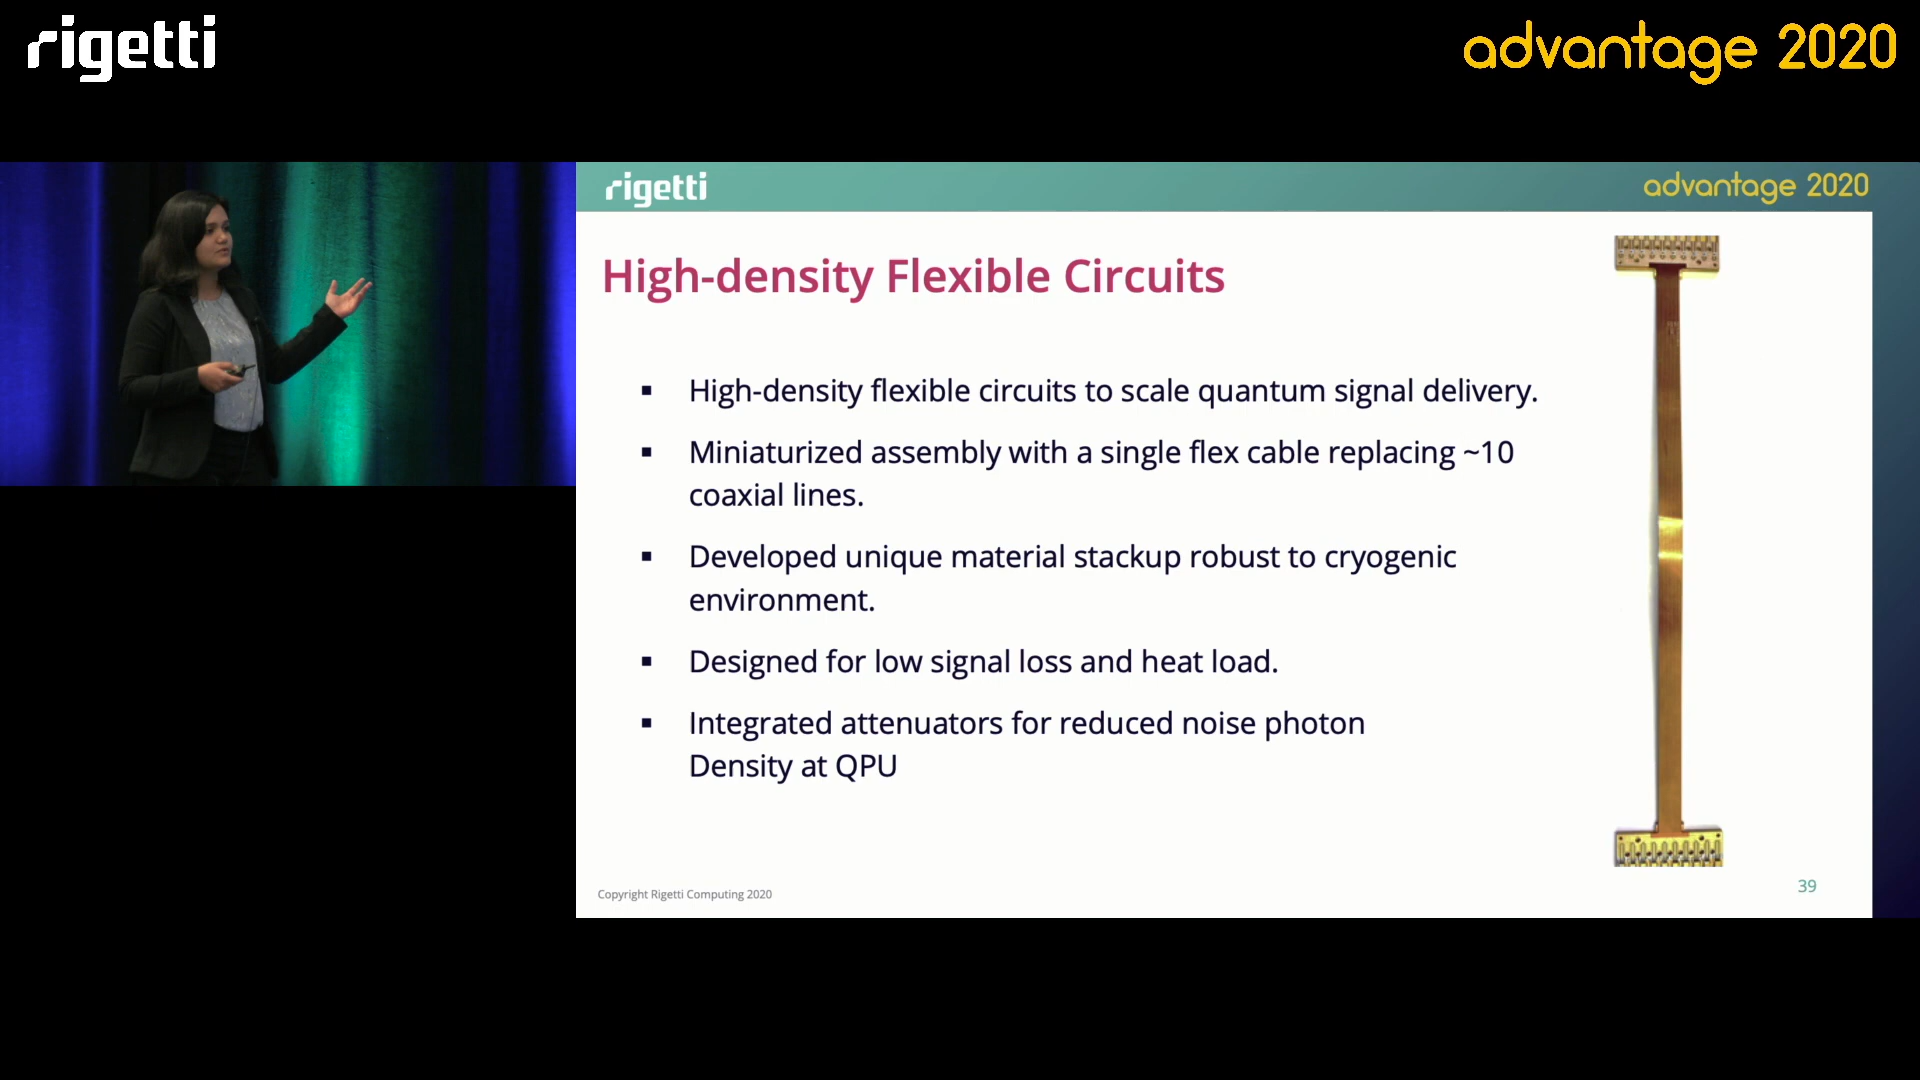 rigetti
advantage 2020
rigetti
advantage 2020
High-density Flexible Circuits
▪ High-density flexible circuits to scale quantum signal delivery.
▪ Miniaturized assembly with a single flex cable replacing ~10
coaxial lines.
▪ Developed unique material stackup robust to cryogenic
environment.
▪ Designed for low signal loss and heat load.
▪ Integrated attenuators for reduced noise photon
Density at QPU
Copyright Rigetti Computing 2020
39